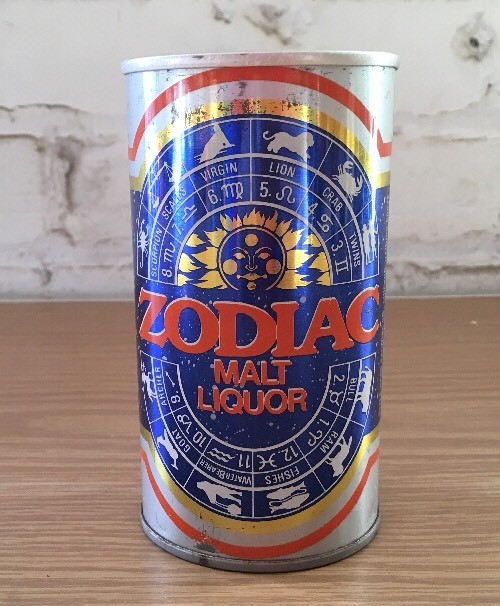 SCORPION SCALES VIRGIN LION CRAB TWINS
8. ♏ 7. ♎ 6. ♍ 5. ♌ 4. ♋ 3. ♊
ZODIAC
MALT
LIQUOR
ARCHER GOAT WATERBEARER FISHES RAM BULL
9. ♐ 10. ♑ 11. ♒ 12. ♓ 1. ♈ 2. ♉